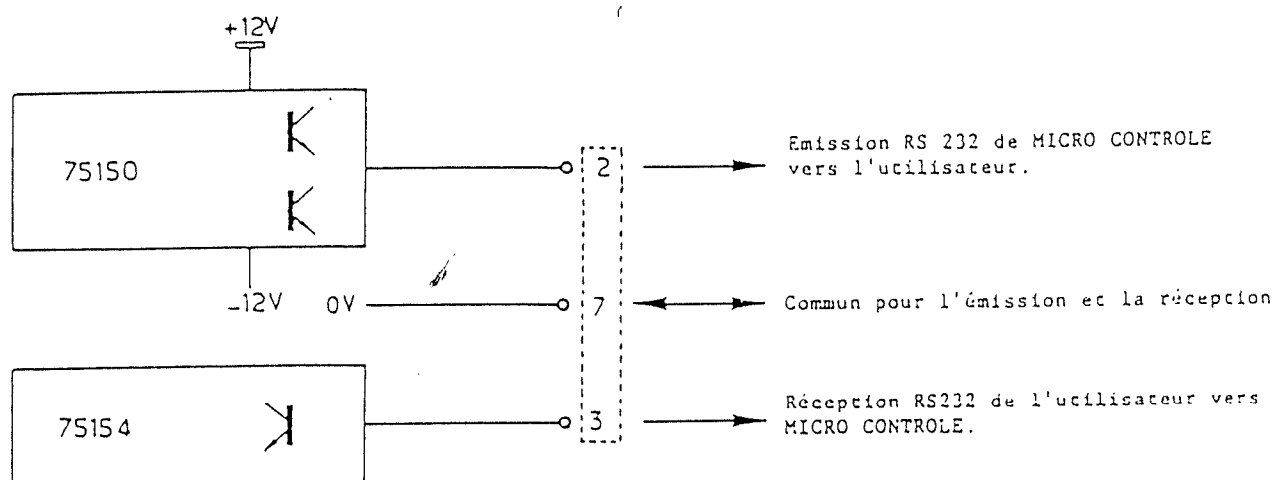 +12V
75150
2
Emission RS 232 de MICRO CONTROLE
vers l'utilisateur.
-12V
0V
7
Commun pour l'émission et la réception
75154
3
Réception RS232 de l'utilisateur vers
MICRO CONTROLE.